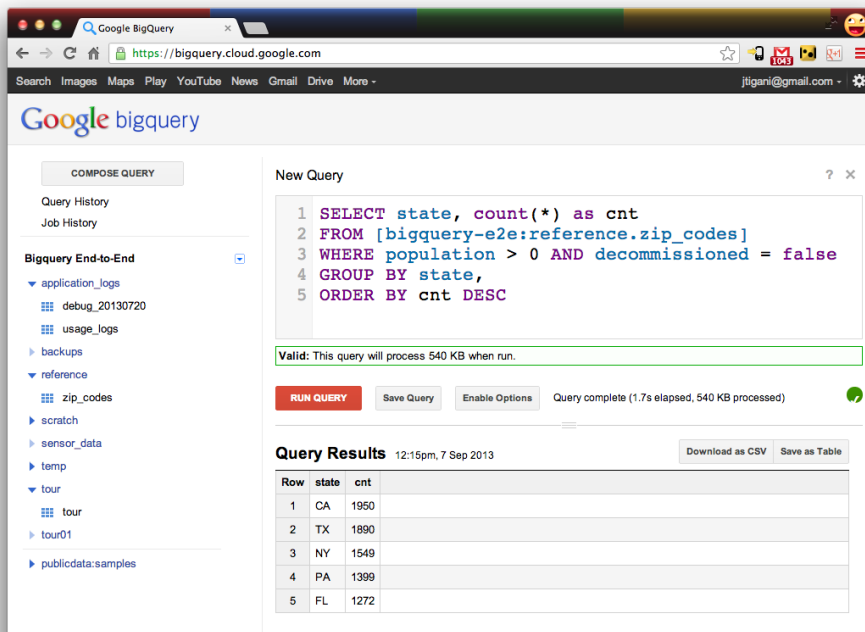 Google BigQuery
https://bigquery.cloud.google.com
1043
g+1
Search Images Maps Play YouTube News Gmail Drive More
jtigani@gmail.com
Google bigquery
COMPOSE QUERY
Query History
Job History
Bigquery End-to-End
application_logs
debug_20130720
usage_logs
backups
reference
zip_codes
scratch
sensor_data
temp
tour
tour
tour01
publicdata:samples
New Query
?
1 SELECT state, count(*) as cnt
2 FROM [bigquery-e2e:reference.zip_codes]
3 WHERE population > 0 AND decommissioned = false
4 GROUP BY state,
5 ORDER BY cnt DESC
Valid: This query will process 540 KB when run.
RUN QUERY Save Query Enable Options Query complete (1.7s elapsed, 540 KB processed)
Query Results 12:15pm, 7 Sep 2013
Download as CSV Save as Table
Row state cnt
1 CA 1950
2 TX 1890
3 NY 1549
4 PA 1399
5 FL 1272